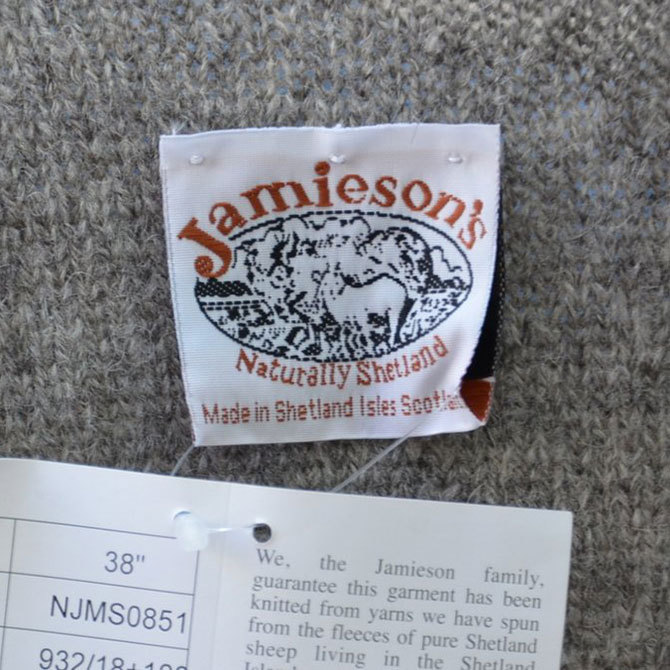 Jamieson's
Naturally Shetland
Made in Shetland Isles Scotland
38"
NJMS0851
We, the Jamieson family,
guarantee this garment has been
knitted from yarns we have spun
from the fleeces of pure Shetland
sheep living in the Shetland